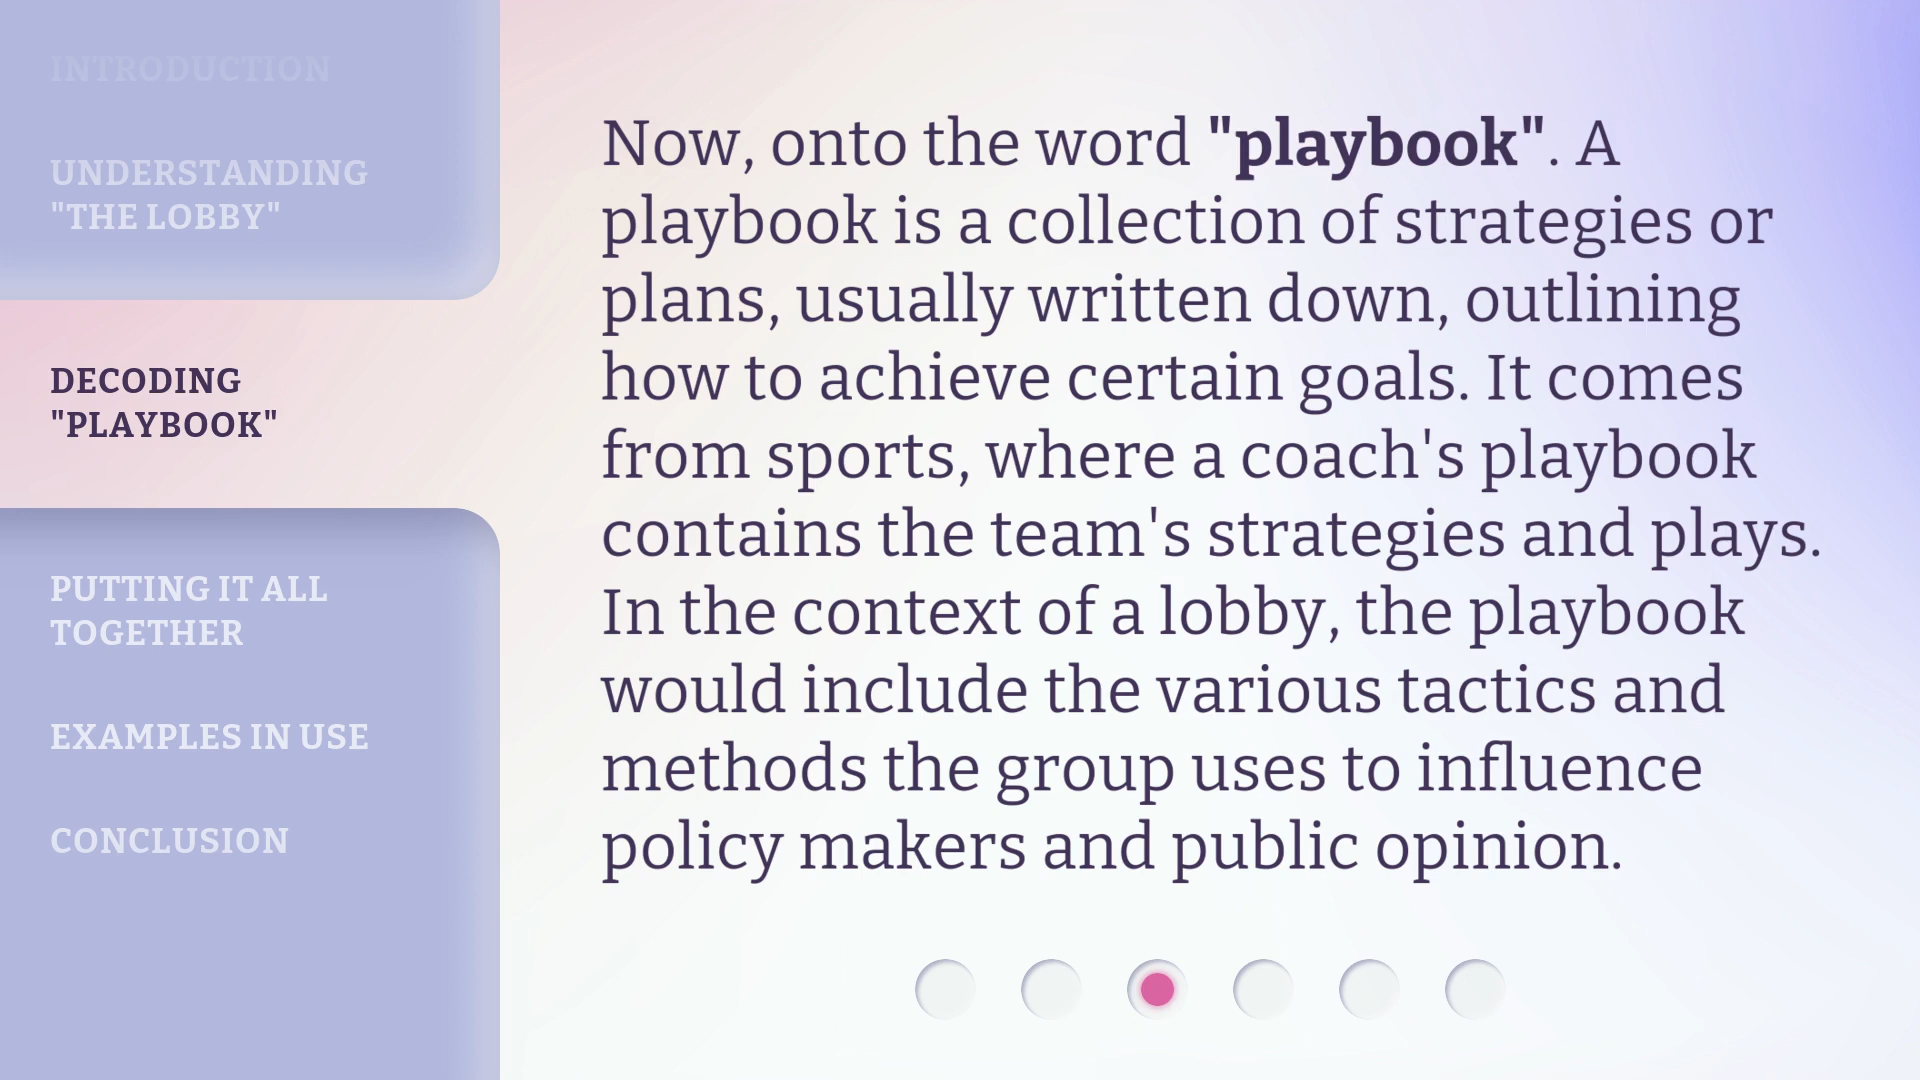 INTRODUCTION
UNDERSTANDING
"THE LOBBY"
DECODING
"PLAYBOOK"
PUTTING IT ALL
TOGETHER
EXAMPLES IN USE
CONCLUSION
Now, onto the word "playbook". A
playbook is a collection of strategies or
plans, usually written down, outlining
how to achieve certain goals. It comes
from sports, where a coach's playbook
contains the team's strategies and plays.
In the context of a lobby, the playbook
would include the various tactics and
methods the group uses to influence
policy makers and public opinion.